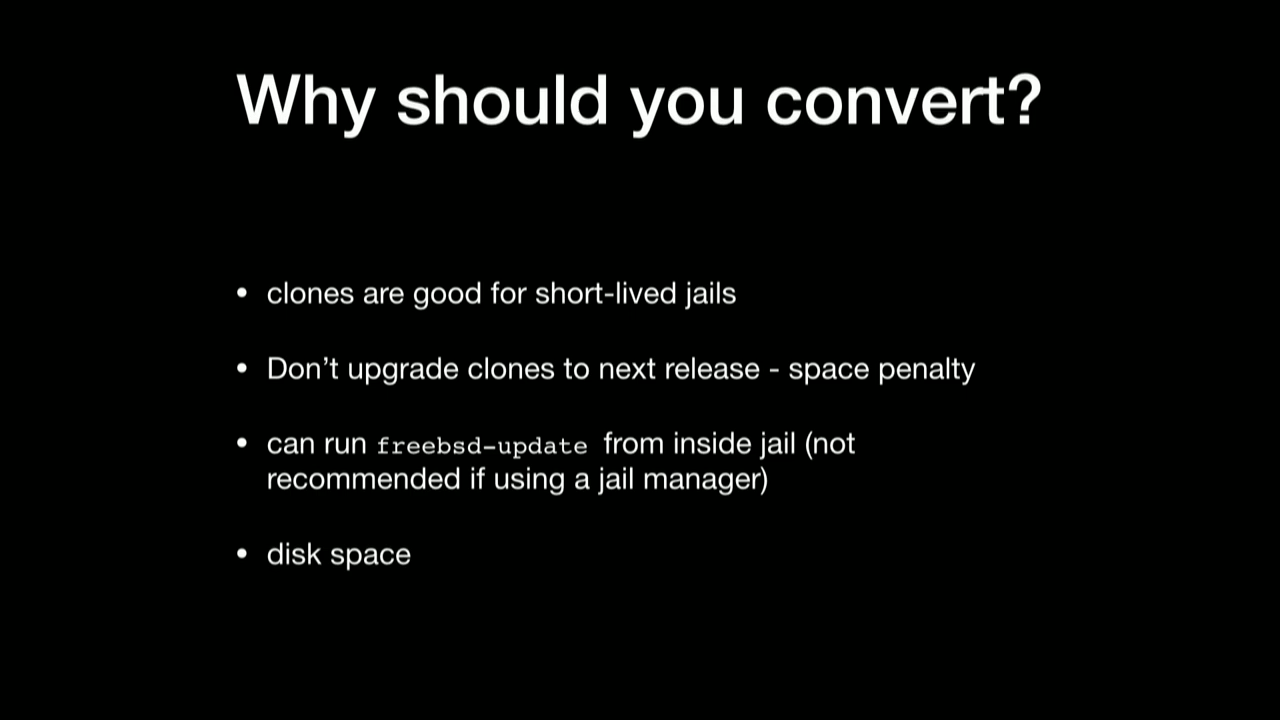 Why should you convert?
• clones are good for short-lived jails
• Don’t upgrade clones to next release - space penalty
• can run freebsd-update from inside jail (not
recommended if using a jail manager)
• disk space